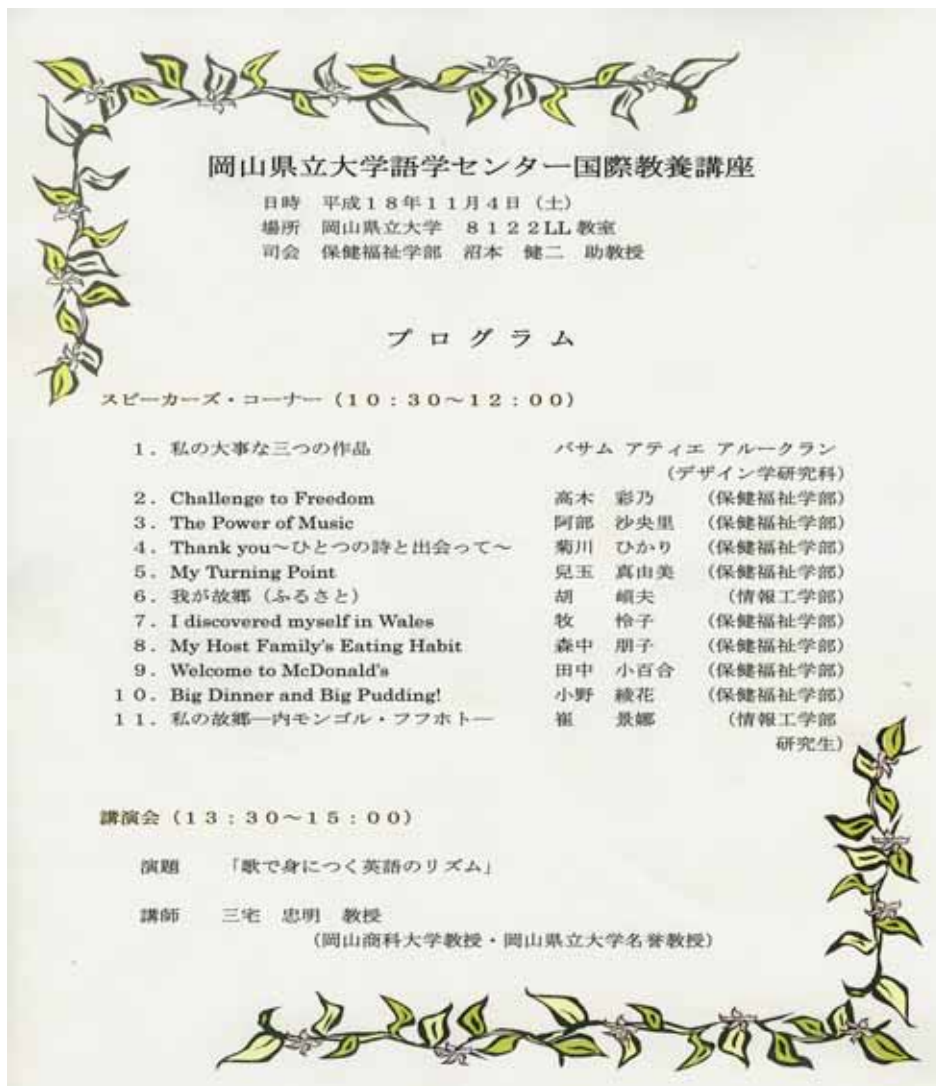 岡山県立大学語学センター国際教養講座
日時 平成18年11月4日(土)
場所 岡山県立大学 8122LL教室
司会 保健福祉学部 沼本 健二 助教授
プログラム
スピーカーズ・コーナー(10:30~12:00)
1.私の大事な三つの作品 バサム アティエ アルークラン
(デザイン学研究科)
2.Challenge to Freedom 高木 彩乃 (保健福祉学部)
3.The Power of Music 阿部 沙央里 (保健福祉学部)
4.Thank you~ひとつの詩と出会って~ 菊川 ひかり (保健福祉学部)
5.My Turning Point 兒玉 真由美 (保健福祉学部)
6.我が故郷(ふるさと) 胡 夫 (情報工学部)
7.I discovered myself in Wales 牧 怜子 (保健福祉学部)
8.My Host Family's Eating Habit 森中 朋子 (保健福祉学部)
9.Welcome to McDonald's 田中 小百合 (保健福祉学部)
10.Big Dinner and Big Pudding! 小野 綾花 (保健福祉学部)
11.私の故郷―内モンゴル・フフホト― 崔 景娜 (情報工学部
研究生)
講演会(13:30~15:00)
演題 「歌で身につく英語のリズム」
講師 三宅 忠明 教授
(岡山商科大学教授・岡山県立大学名誉教授)